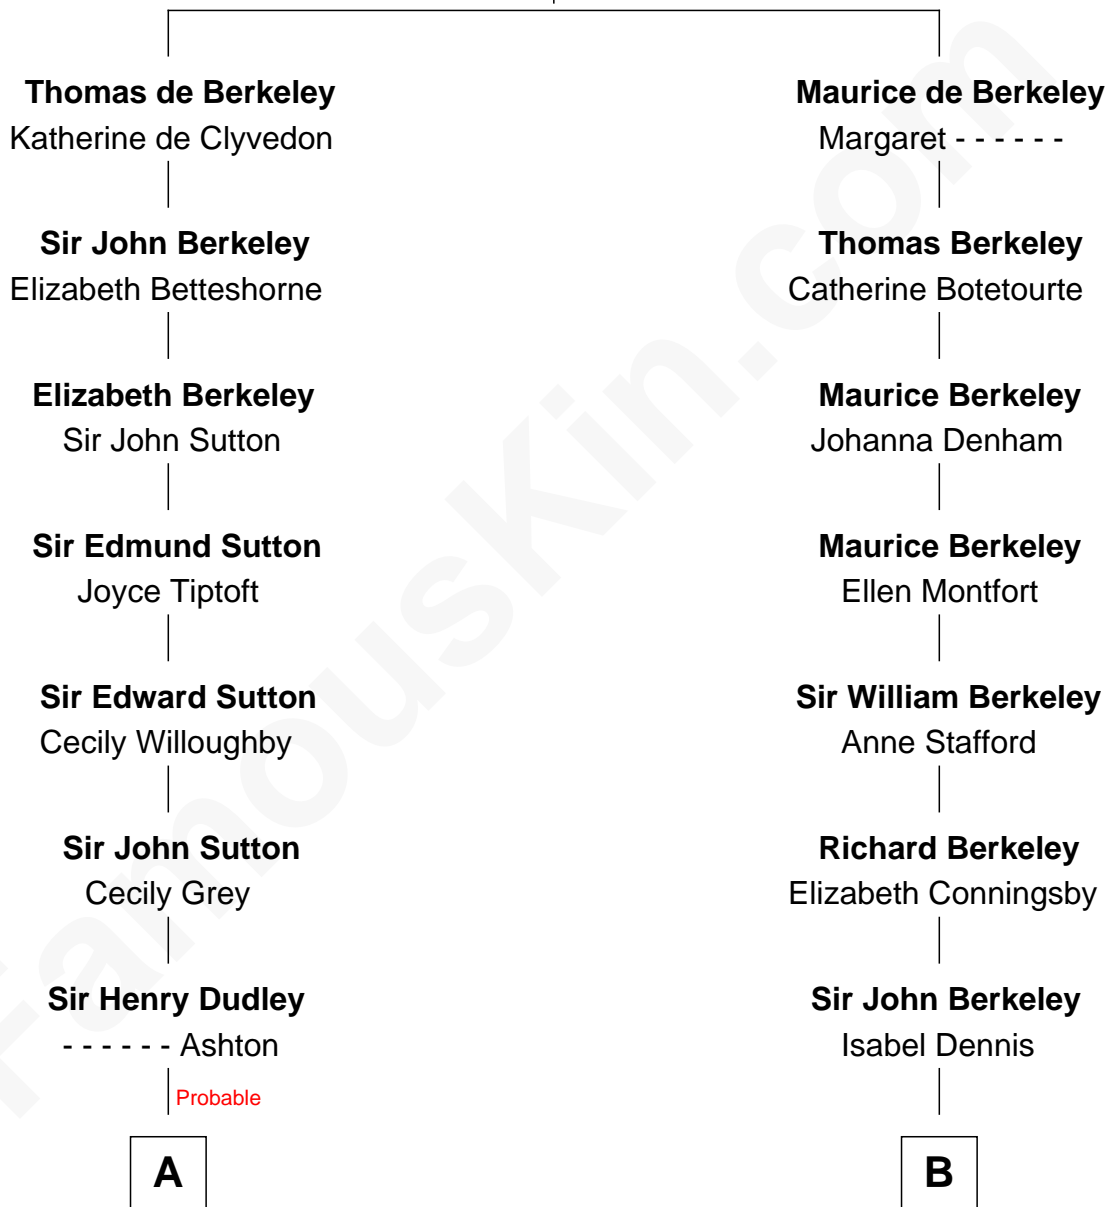 Thomas de Berkeley
Katherine de Clyvedon
Sir John Berkeley
Elizabeth Betteshorne
Elizabeth Berkeley
Sir John Sutton
Sir Edmund Sutton
Joyce Tiptoft
Sir Edward Sutton
Cecily Willoughby
Sir John Sutton
Cecily Grey
Sir Henry Dudley
- - - - - - Ashton
Probable
A
Maurice de Berkeley
Margaret - - - - - -
Thomas Berkeley
Catherine Botetourte
Maurice Berkeley
Johanna Denham
Maurice Berkeley
Ellen Montfort
Sir William Berkeley
Anne Stafford
Richard Berkeley
Elizabeth Conningsby
Sir John Berkeley
Isabel Dennis
B
FamousKin.com